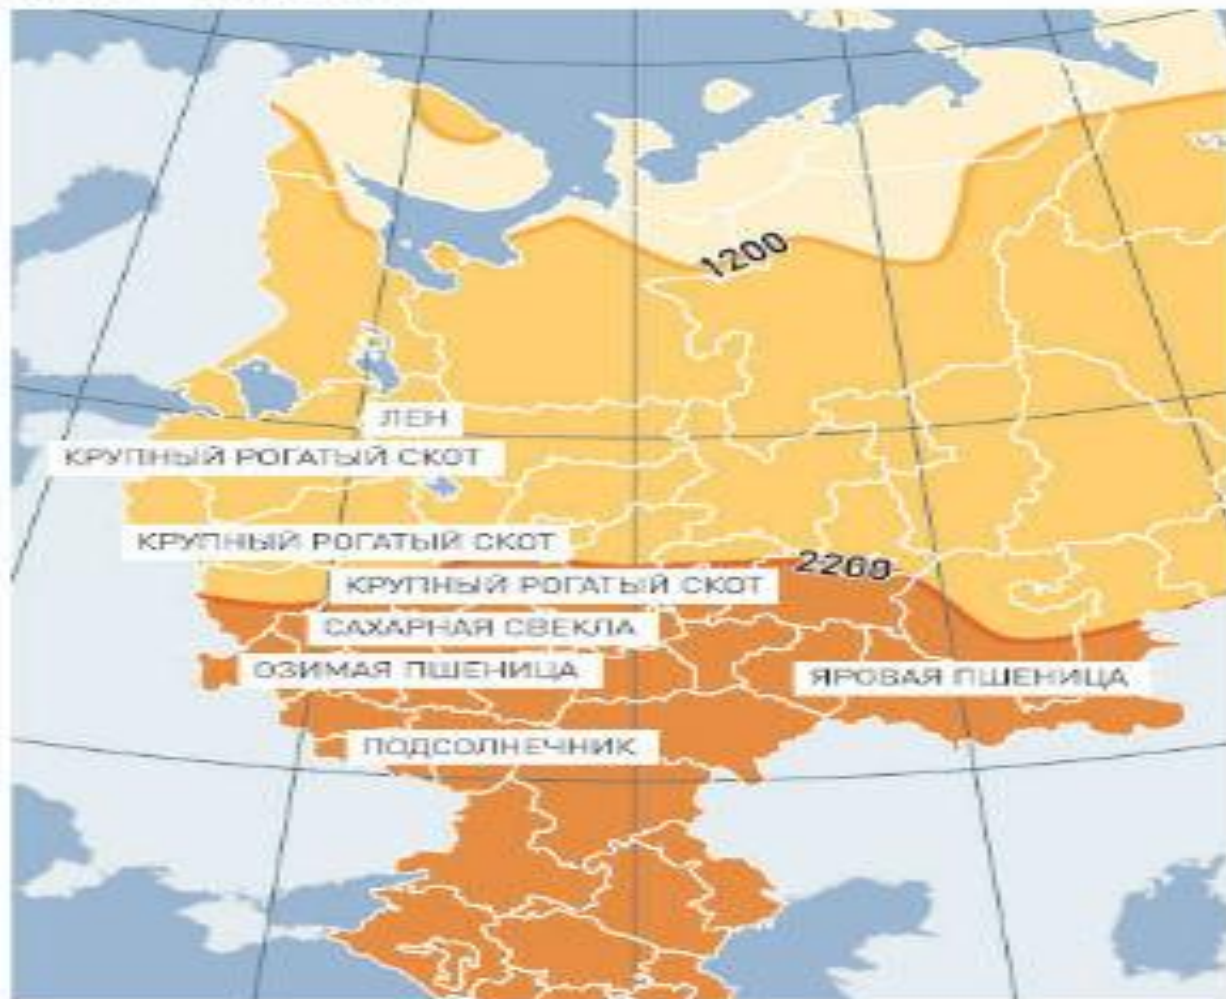 1200
ЛЕН
КРУПНЫЙ РОГАТЫЙ СКОТ
КРУПНЫЙ РОГАТЫЙ СКОТ
2200
КРУПНЫЙ РОГАТЫЙ СКОТ
САХАРНАЯ СВЕКЛА
ОЗИМАЯ ПШЕНИЦА
ЯРОВАЯ ПШЕНИЦА
ПОДСОЛНЕЧНИК